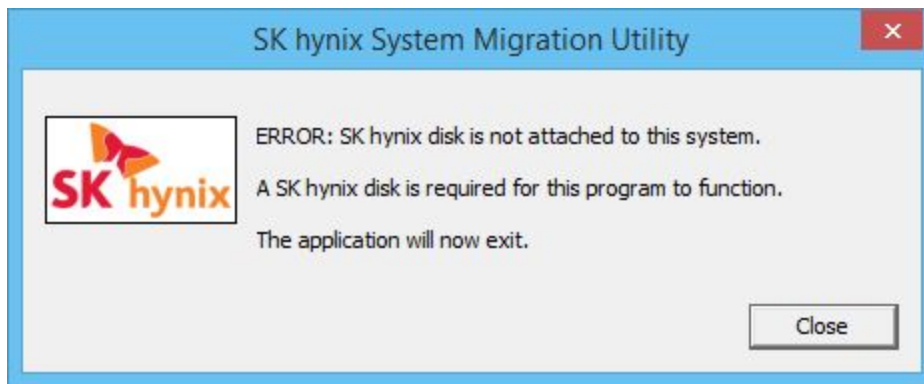 SK hynix System Migration Utility
ERROR: SK hynix disk is not attached to this system.
A SK hynix disk is required for this program to function.
The application will now exit.
SK hynix
Close